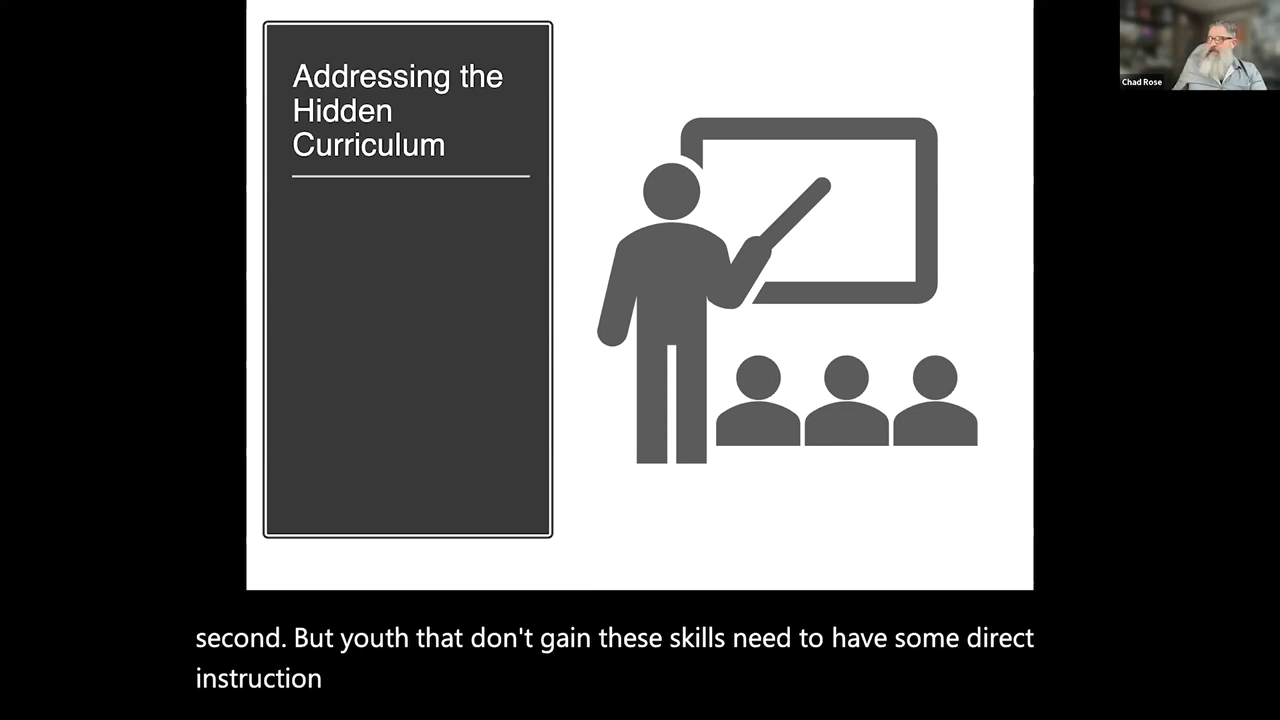 Addressing the
Hidden
Curriculum
Chad Rose
second. But youth that don't gain these skills need to have some direct
instruction